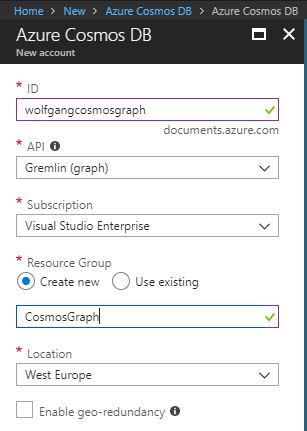 Home > New > Azure Cosmos DB > Azure Cosmos DB
Azure Cosmos DB
New account
* ID
wolfgangcosmosgraph
documents.azure.com
* API
Gremlin (graph)
* Subscription
Visual Studio Enterprise
* Resource Group
Create new Use existing
CosmosGraph
* Location
West Europe
Enable geo-redundancy